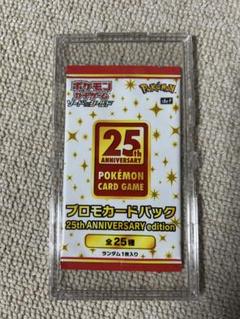 ポケモン
カードゲーム
ソード&シールド
POKÉMON
25th
ANNIVERSARY
POKÉMON
CARD GAME
プロモカードパック
25th ANNIVERSARY edition
全25種
ランダム1枚入り